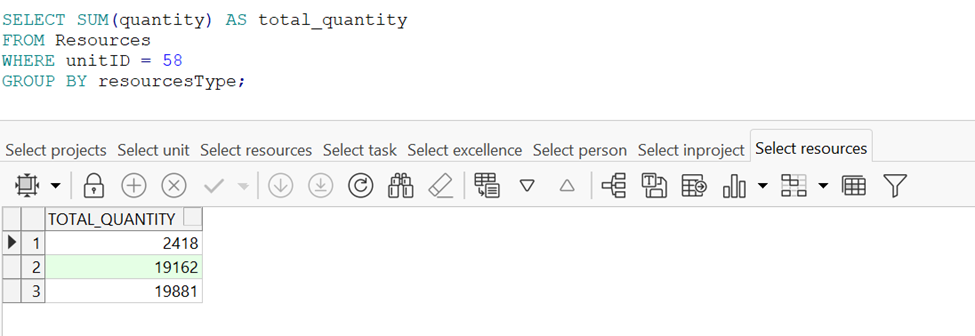 SELECT SUM(quantity) AS total_quantity
FROM Resources
WHERE unitID = 58
GROUP BY resourcesType;
Select projects Select unit Select resources Select task Select excellence Select person Select inproject Select resources
TOTAL_QUANTITY
1 2418
2 19162
3 19881